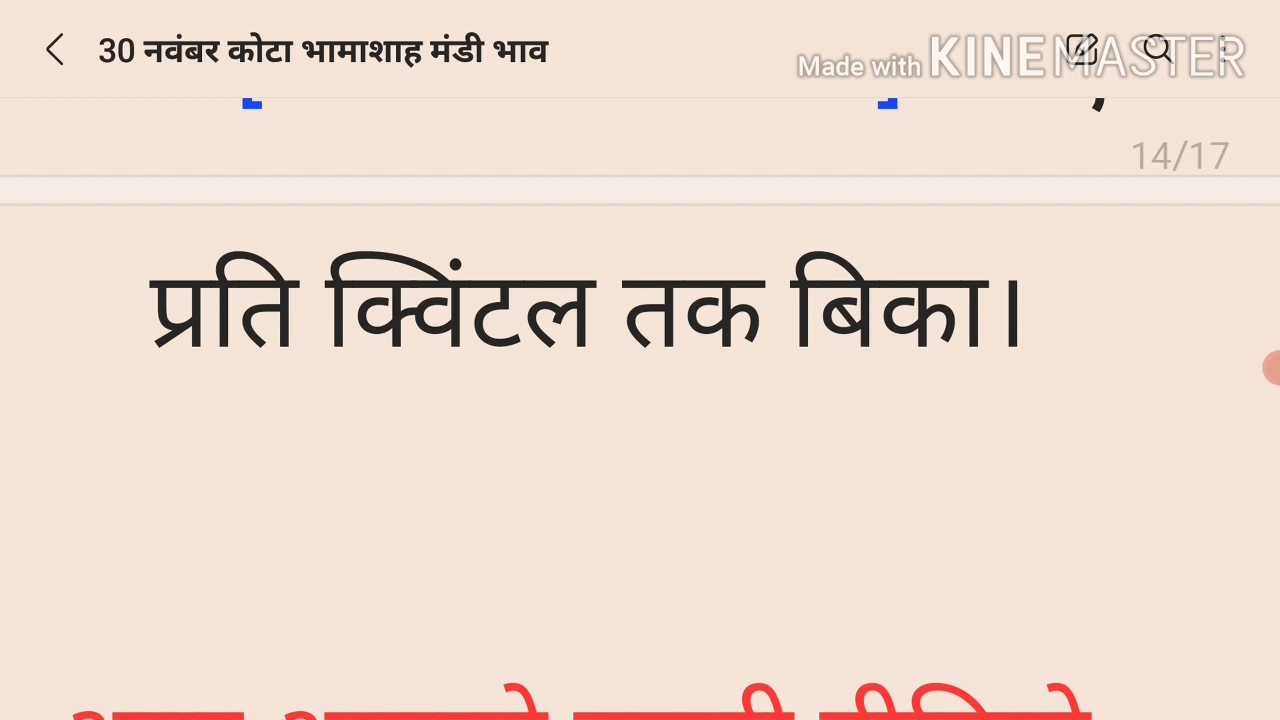 30 नवंबर कोटा भामाशाह मंडी भाव
Made with KINEMASTER
14/17
प्रति क्विंटल तक बिका।